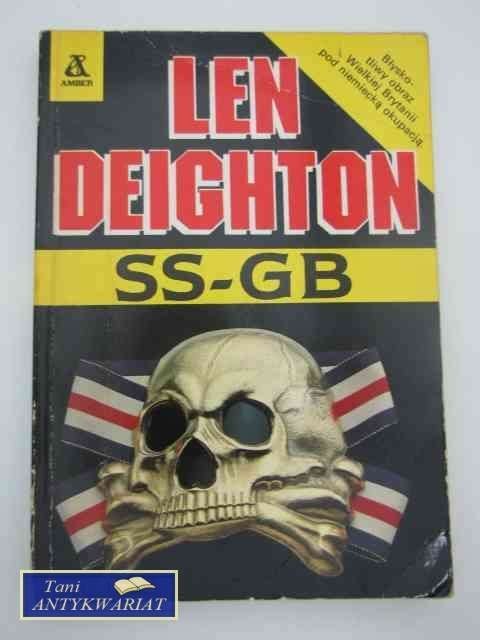 AMBER
Błysko-
tliwy obraz
Wielkiej Brytanii
pod niemiecką okupacją.
LEN
DEIGHTON
SS-GB
Tani
ANTYKWARIAT